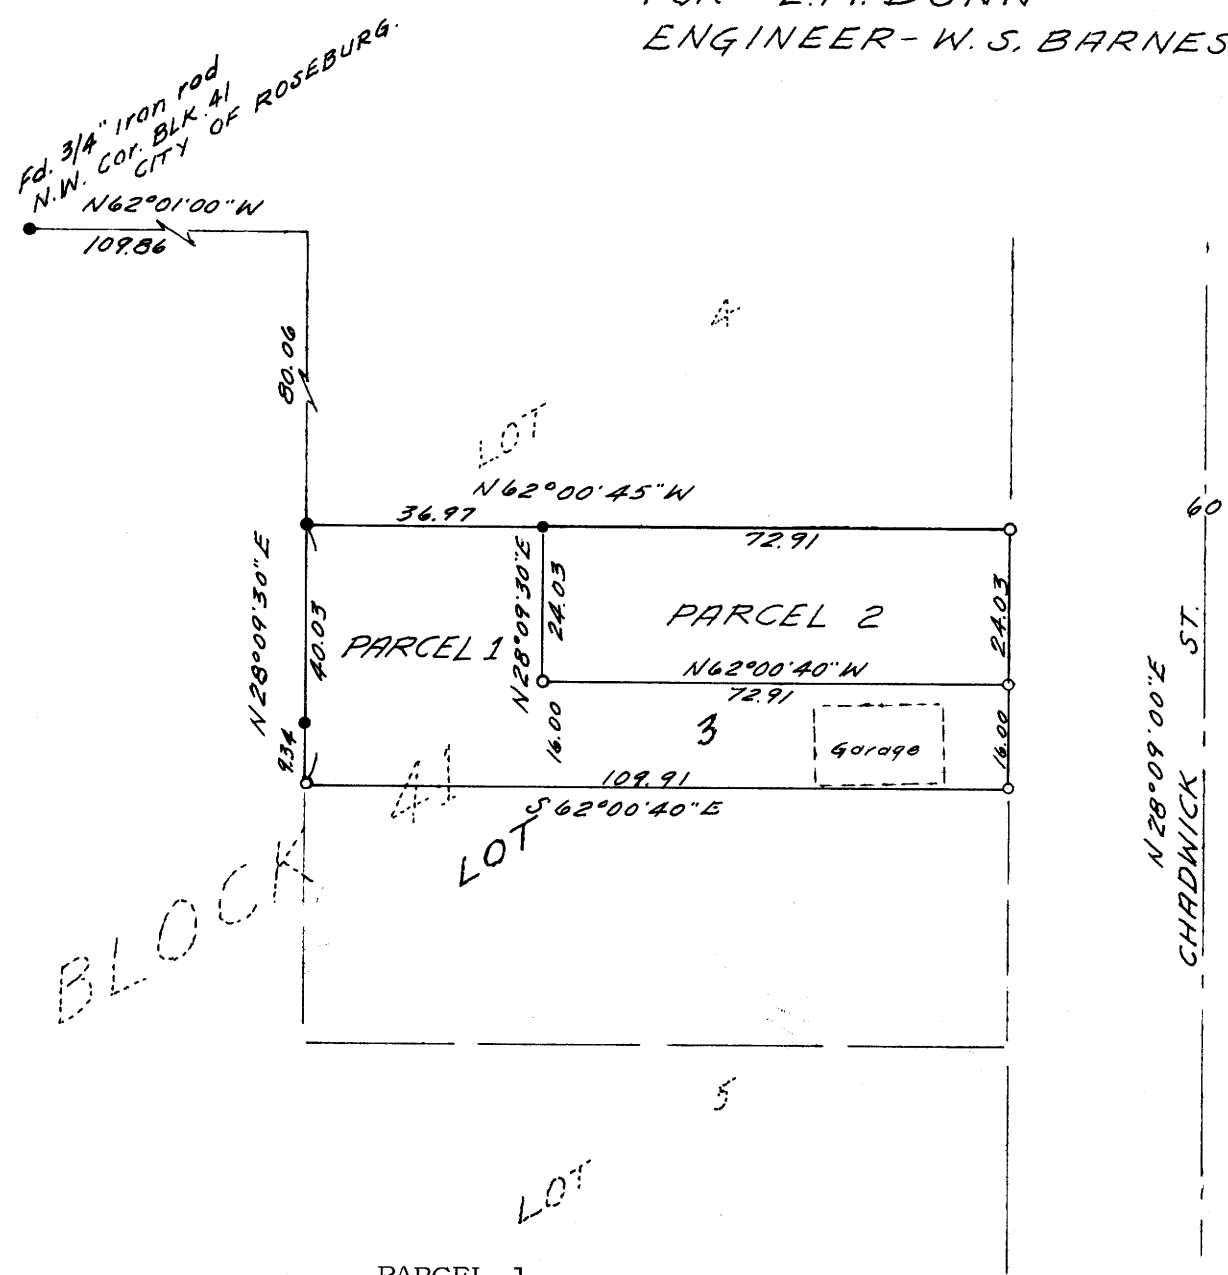 ENGINEER - W. S. BARNES
Fd. 3/4" Iron rod
N.W. Cor. BLK. 41
CITY OF ROSEBURG.
N62°01'00"W
109.86
80.06
4
LOT
N62°00'45"W
36.97
72.91
60
N28°09'30"E
40.03
PARCEL 1
N28°09'30"E
24.03
PARCEL 2
24.03
N62°00'40"W
72.91
9.34
16.00
3
Garage
16.00
109.91
S62°00'40"E
N28°09'00"E
CHADWICK ST.
BLOCK 41
LOT
5
LOT
PARCEL 1